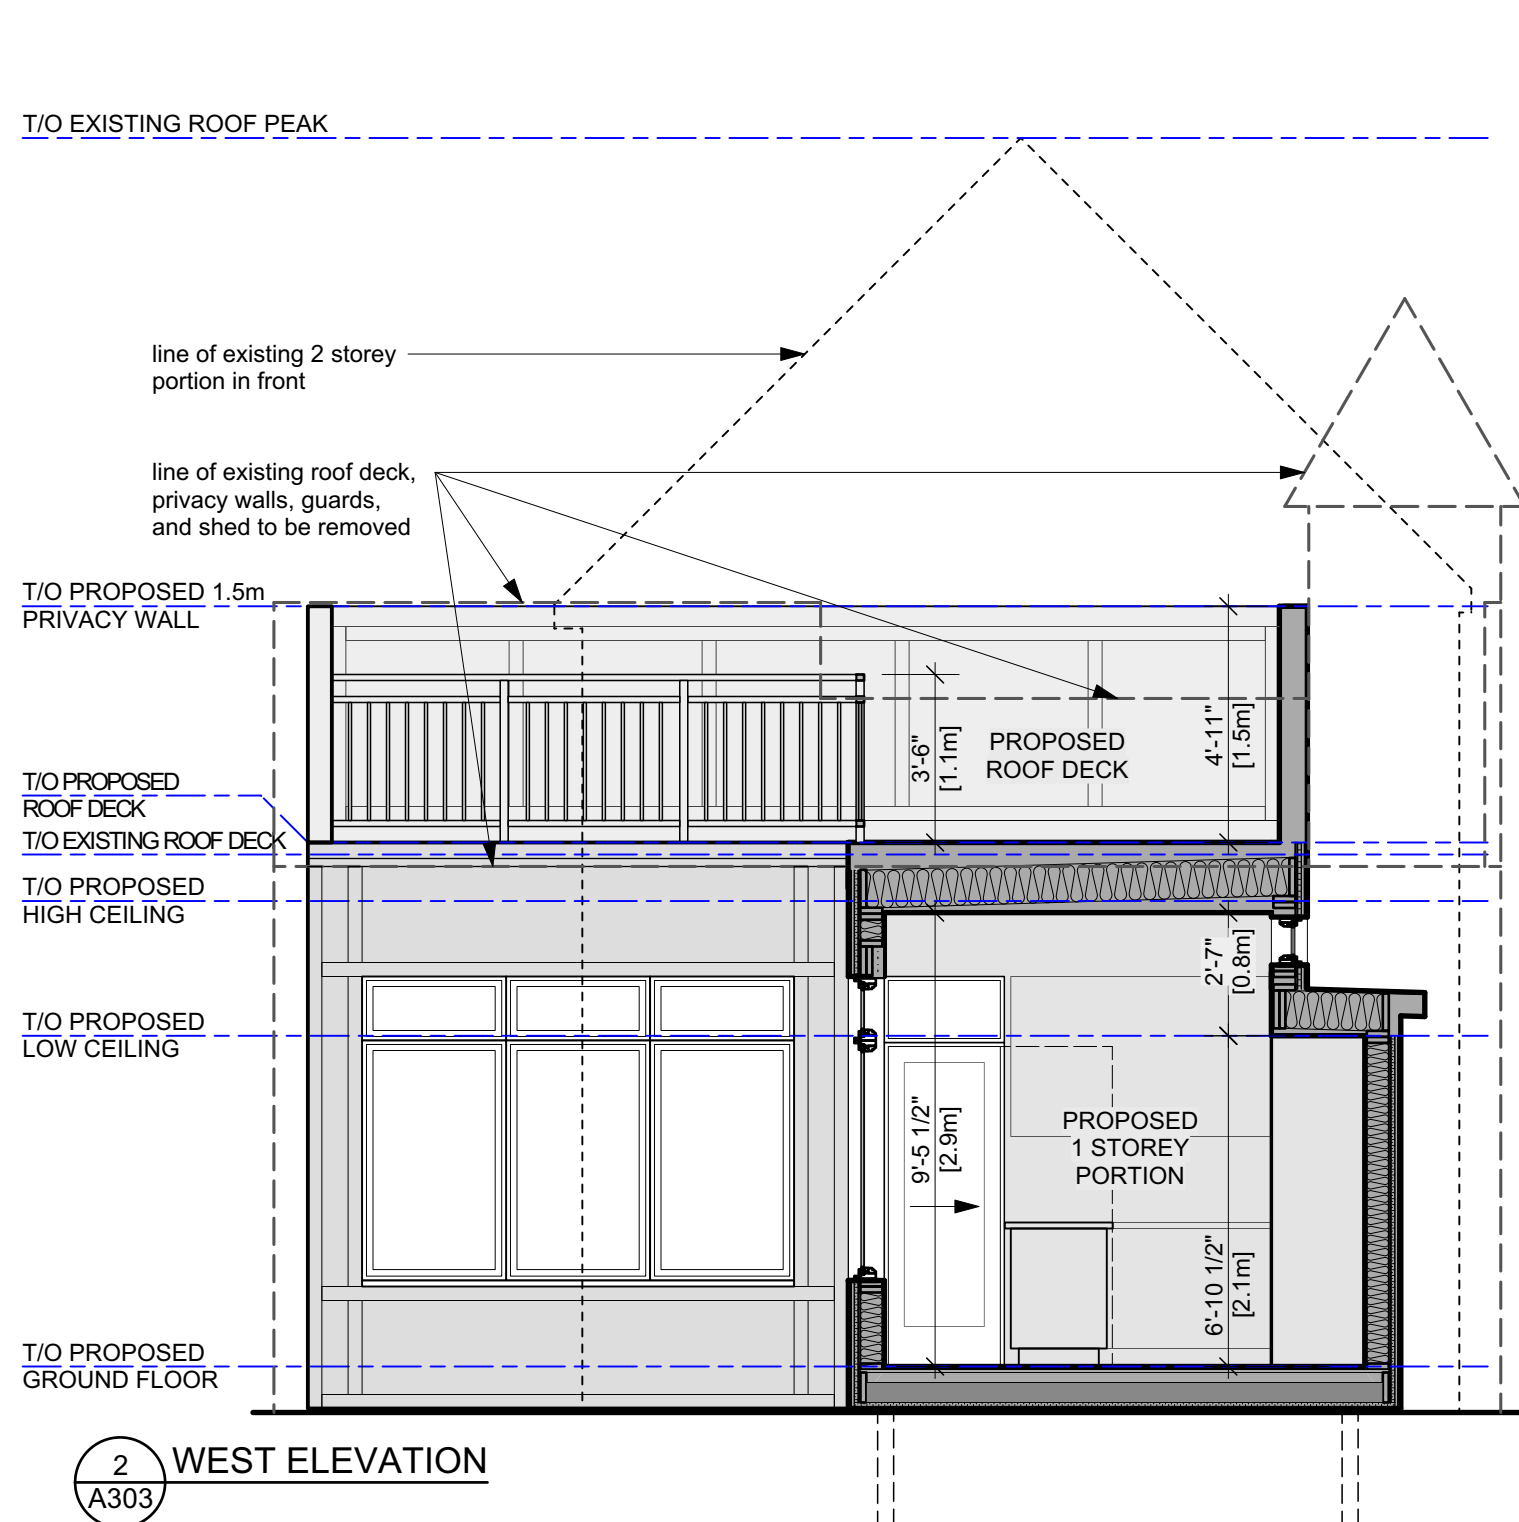 T/O EXISTING ROOF PEAK
line of existing 2 storey
portion in front
line of existing roof deck,
privacy walls, guards,
and shed to be removed
T/O PROPOSED 1.5m
PRIVACY WALL
T/O PROPOSED
ROOF DECK
T/O EXISTING ROOF DECK
T/O PROPOSED
HIGH CEILING
T/O PROPOSED
LOW CEILING
T/O PROPOSED
GROUND FLOOR
3'-6"
[1.1m]
PROPOSED
ROOF DECK
4'-11"
[1.5m]
2'-7"
[0.8m]
9'-5 1/2"
[2.9m]
PROPOSED
1 STOREY
PORTION
6'-10 1/2"
[2.1m]
2
A303
WEST ELEVATION